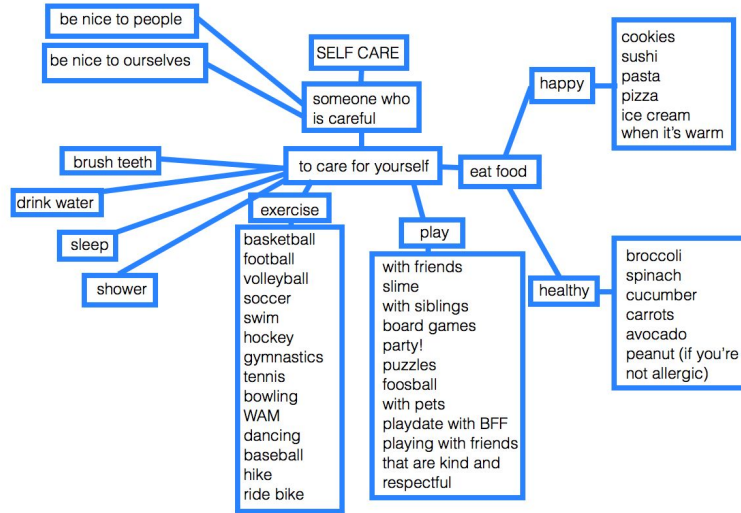 be nice to people
be nice to ourselves
SELF CARE
someone who
is careful
to care for yourself
brush teeth
drink water
sleep
shower
exercise
basketball
football
volleyball
soccer
swim
hockey
gymnastics
tennis
bowling
WAM
dancing
baseball
hike
ride bike
play
with friends
slime
with siblings
board games
party!
puzzles
foosball
with pets
playdate with BFF
playing with friends
that are kind and
respectful
eat food
happy
cookies
sushi
pasta
pizza
ice cream
when it's warm
healthy
broccoli
spinach
cucumber
carrots
avocado
peanut (if you're
not allergic)